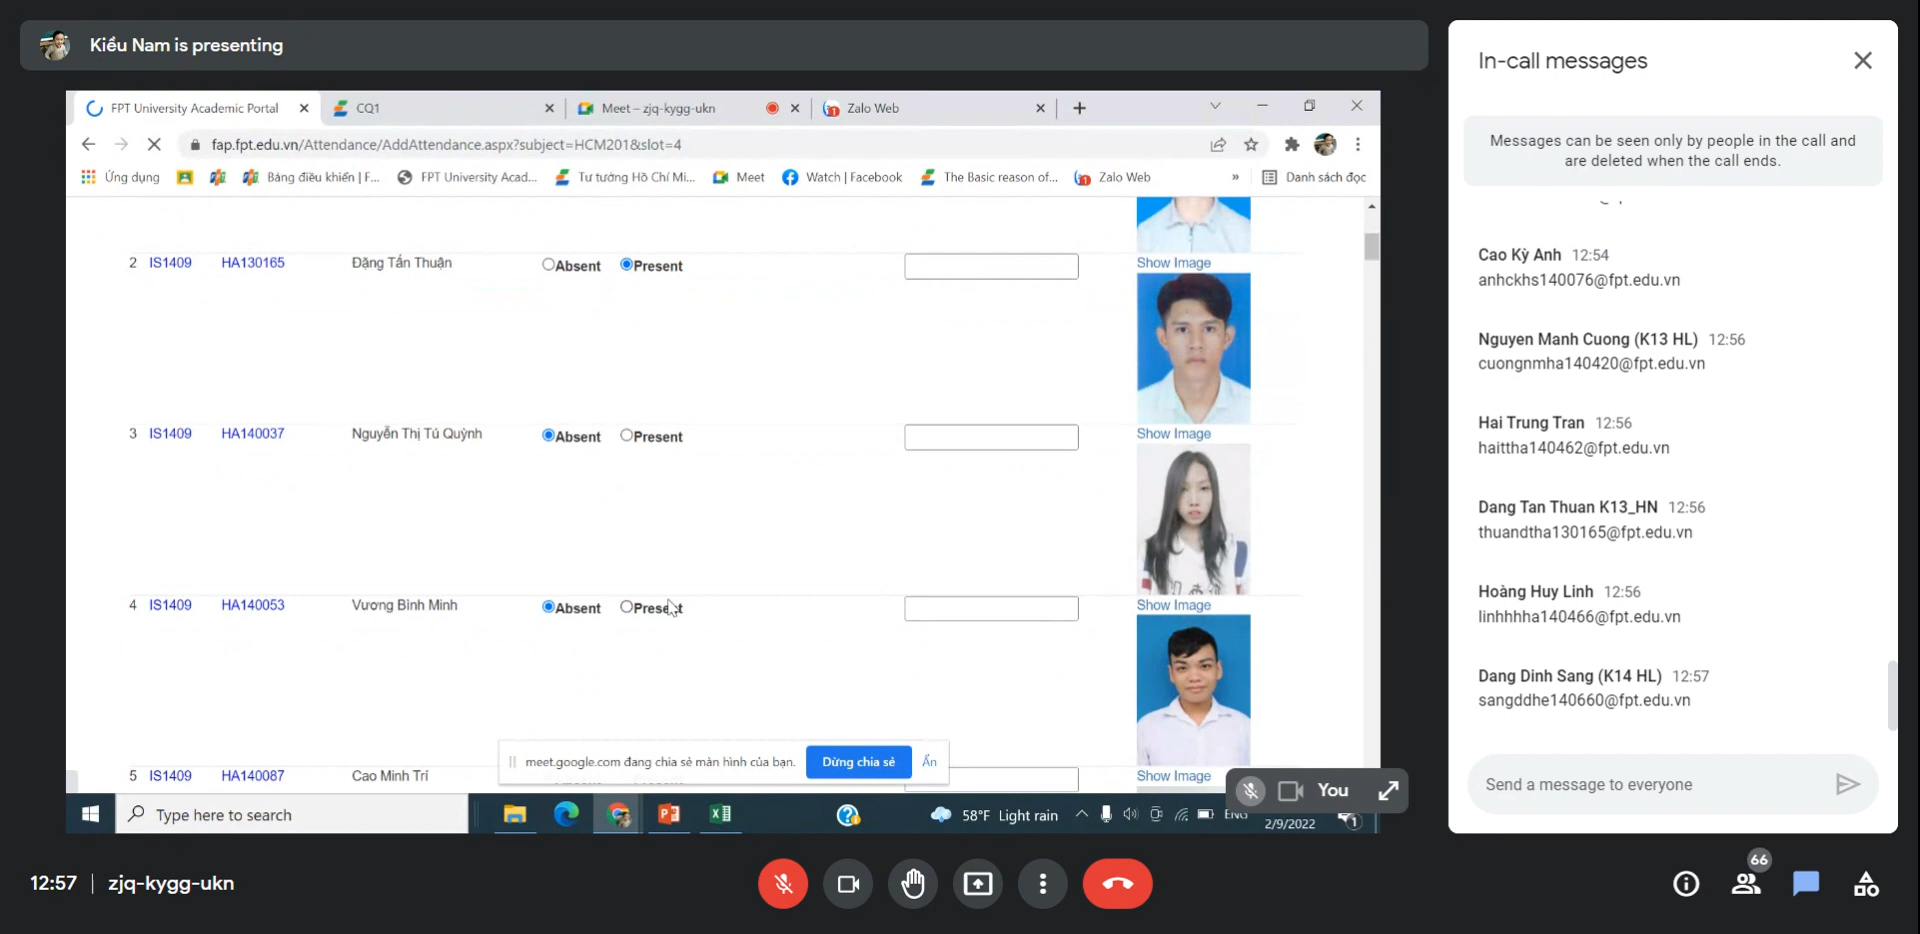 Kiều Nam is presenting
FPT University Academic Portal
CQ1
Meet – zjq-kygg-ukn
Zalo Web
fap.fpt.edu.vn/Attendance/AddAttendance.aspx?subject=HCM201&slot=4
Ứng dụng
Bảng điều khiển | F...
FPT University Acad...
Tư tưởng Hồ Chí Mi...
Meet
Watch | Facebook
The Basic reason of...
Zalo Web
»
Danh sách đọc
2 IS1409 HA130165 Đặng Tấn Thuận Absent Present Show Image
3 IS1409 HA140037 Nguyễn Thị Tú Quỳnh Absent Present Show Image
4 IS1409 HA140053 Vương Bình Minh Absent Present Show Image
5 IS1409 HA140087 Cao Minh Trí Show Image
meet.google.com đang chia sẻ màn hình của bạn. Dừng chia sẻ Ẩn
You
Type here to search
58°F Light rain
ENG
2/9/2022
1
In-call messages
Messages can be seen only by people in the call and
are deleted when the call ends.
Cao Kỳ Anh 12:54
anhckhs140076@fpt.edu.vn
Nguyen Manh Cuong (K13 HL) 12:56
cuongnmha140420@fpt.edu.vn
Hai Trung Tran 12:56
haittha140462@fpt.edu.vn
Dang Tan Thuan K13_HN 12:56
thuandtha130165@fpt.edu.vn
Hoàng Huy Linh 12:56
linhhhha140466@fpt.edu.vn
Dang Dinh Sang (K14 HL) 12:57
sangddhe140660@fpt.edu.vn
Send a message to everyone
12:57 | zjq-kygg-ukn
66